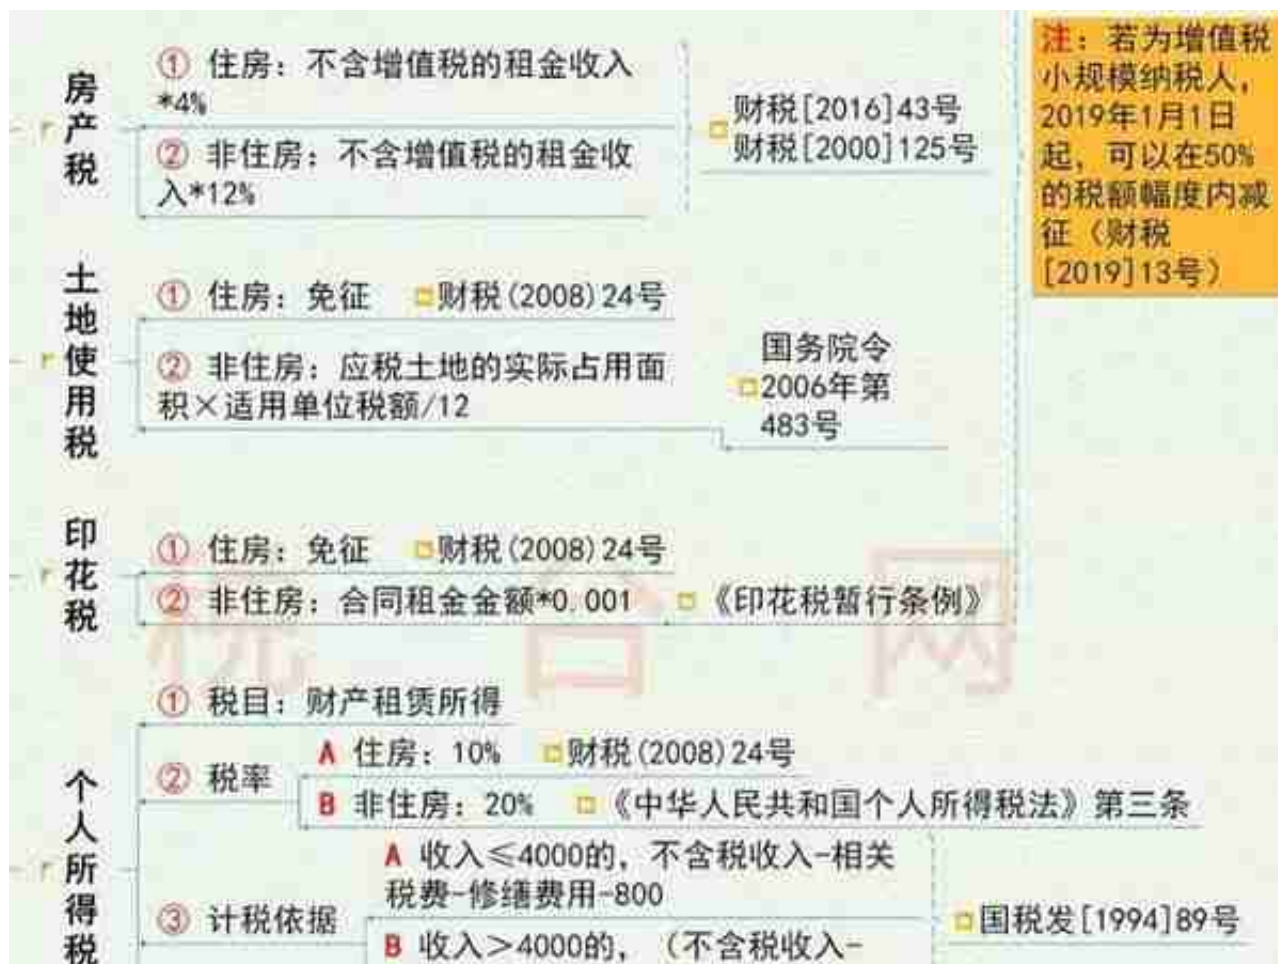 房产税
① 住房：不含增值税的租金收入
*4%
② 非住房：不含增值税的租金收
入*12%
财税[2016]43号
财税[2000]125号
注：若为增值税
小规模纳税人，
2019年1月1日
起，可以在50%
的税额幅度内减
征（财税
[2019]13号）
土地使用税
① 住房：免征 财税(2008)24号
② 非住房：应税土地的实际占用面
积×适用单位税额/12
国务院令
2006年第
483号
印花税
① 住房：免征 财税(2008)24号
② 非住房：合同租金金额*0.001 《印花税暂行条例》
个人所得税
① 税目：财产租赁所得
② 税率
A 住房：10% 财税(2008)24号
B 非住房：20% 《中华人民共和国个人所得税法》第三条
③ 计税依据
A 收入≤4000的，不含税收入-相关
税费-修缮费用-800
B 收入>4000的，（不含税收入-
国税发[1994]89号